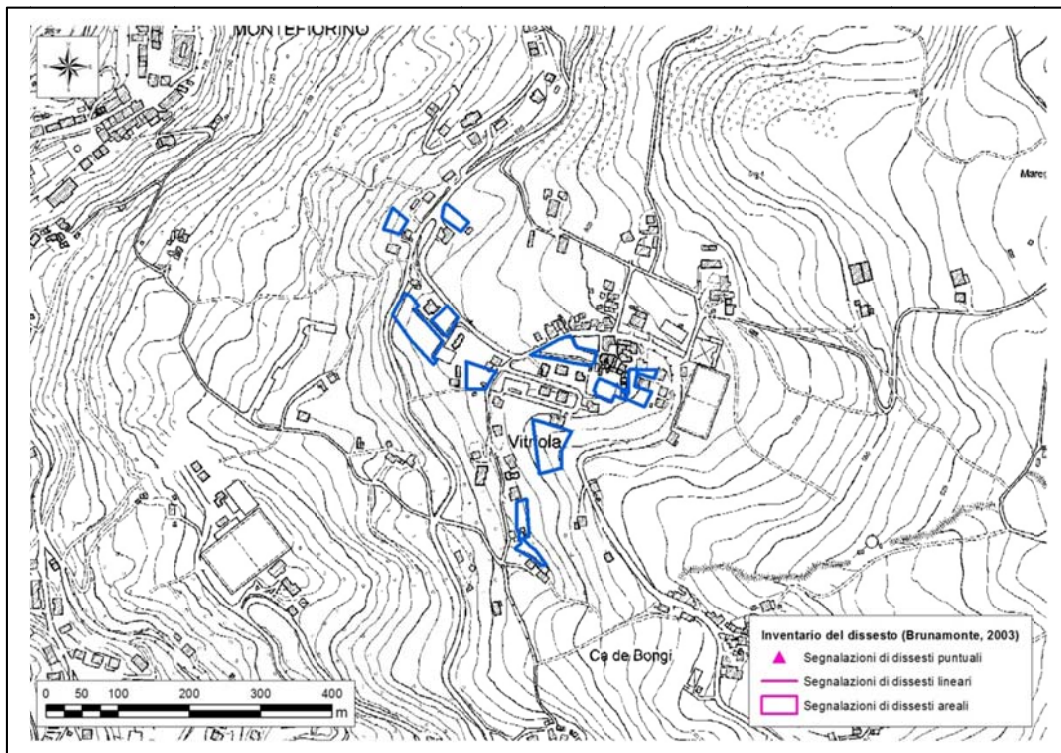 MONTEFIORINO
Vitriola
Ca de Bongi
Inventario del dissesto (Brunamonte, 2003)
Segnalazioni di dissesti puntuali
Segnalazioni di dissesti lineari
Segnalazioni di dissesti areali
0 25 50 100 200 300 400
m